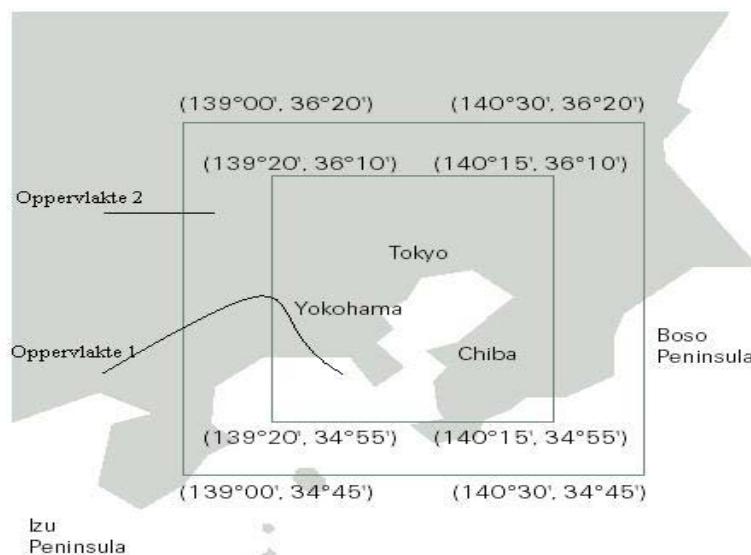 (139°00', 36°20') (140°30', 36°20')
(139°20', 36°10') (140°15', 36°10')
Oppervlakte 2
Tokyo
Yokohama
Oppervlakte 1
Chiba
Boso
Peninsula
(139°20', 34°55') (140°15', 34°55')
(139°00', 34°45') (140°30', 34°45')
Izu
Peninsula